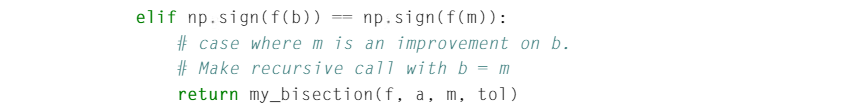 elif np.sign(f(b)) == np.sign(f(m)):
# case where m is an improvement on b.
# Make recursive call with b = m
return my_bisection(f, a, m, tol)